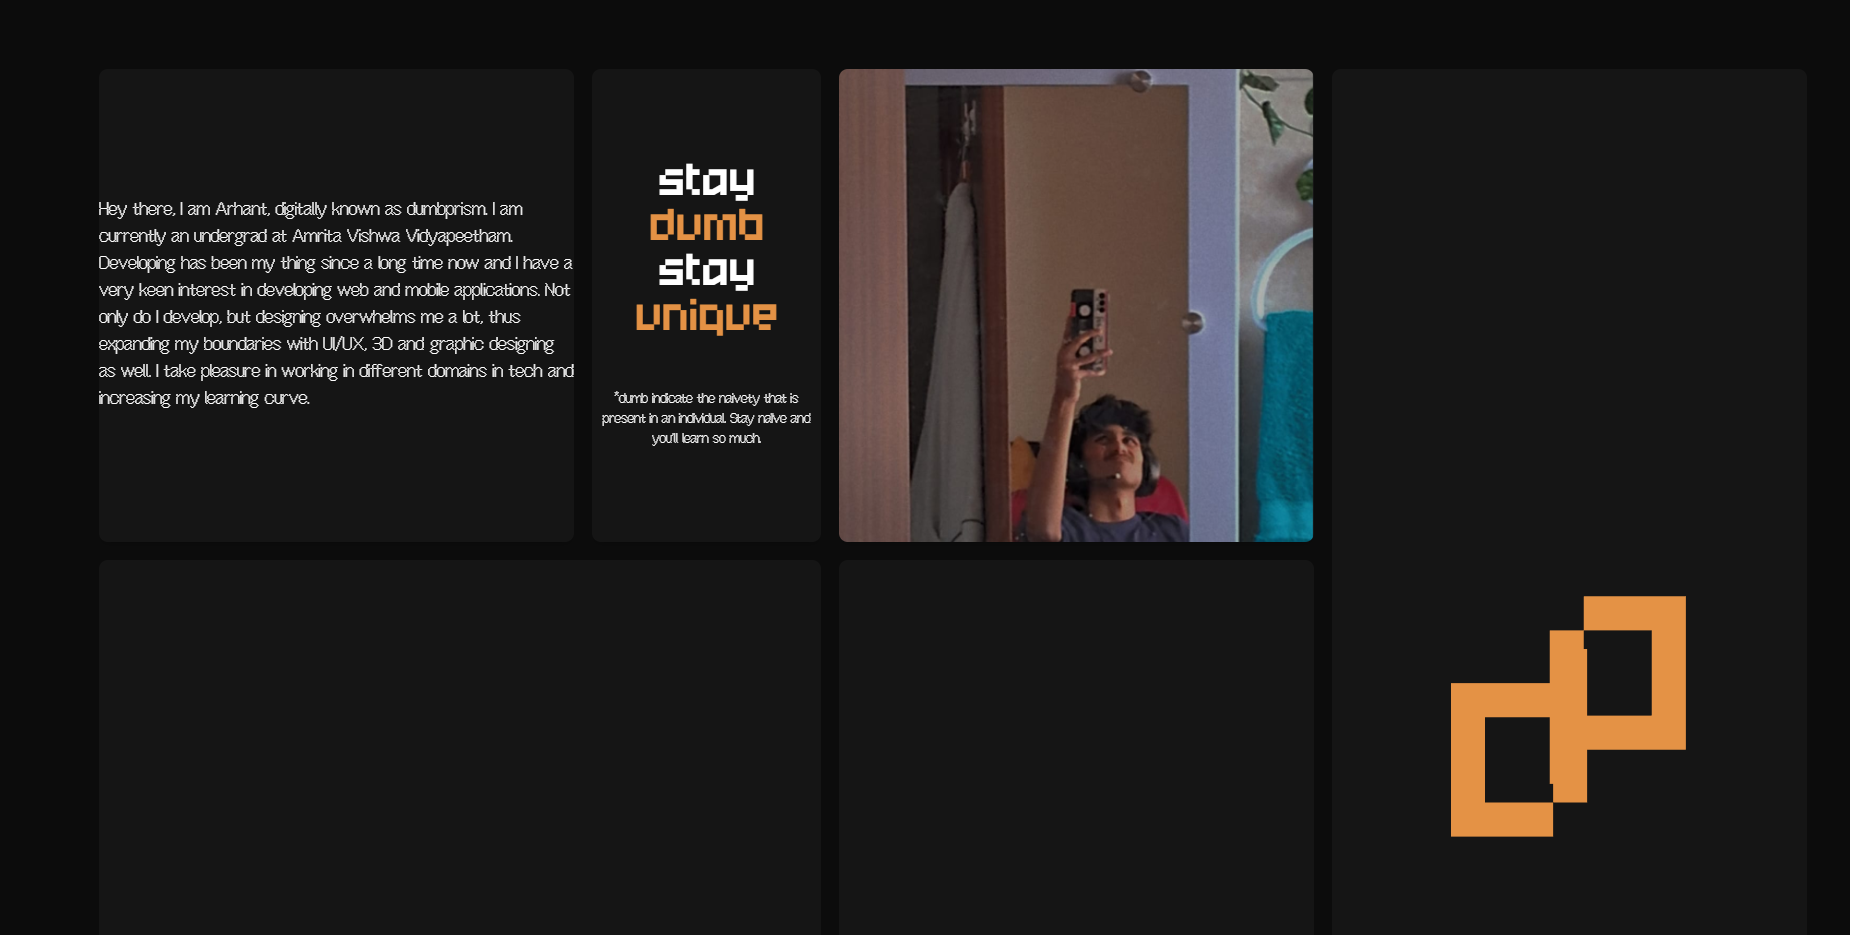 Hey there, I am Arhant, digitally known as dumbprism. I am
currently an undergrad at Amrita Vishwa Vidyapeetham.
Developing has been my thing since a long time now and I have a
very keen interest in developing web and mobile applications. Not
only do I develop, but designing overwhelms me a lot, thus
expanding my boundaries with UI/UX, 3D and graphic designing
as well. I take pleasure in working in different domains in tech and
increasing my learning curve.
stay
dumb
stay
unique
*dumb indicate the naivety that is
present in an individual. Stay naive and
you'll learn so much.